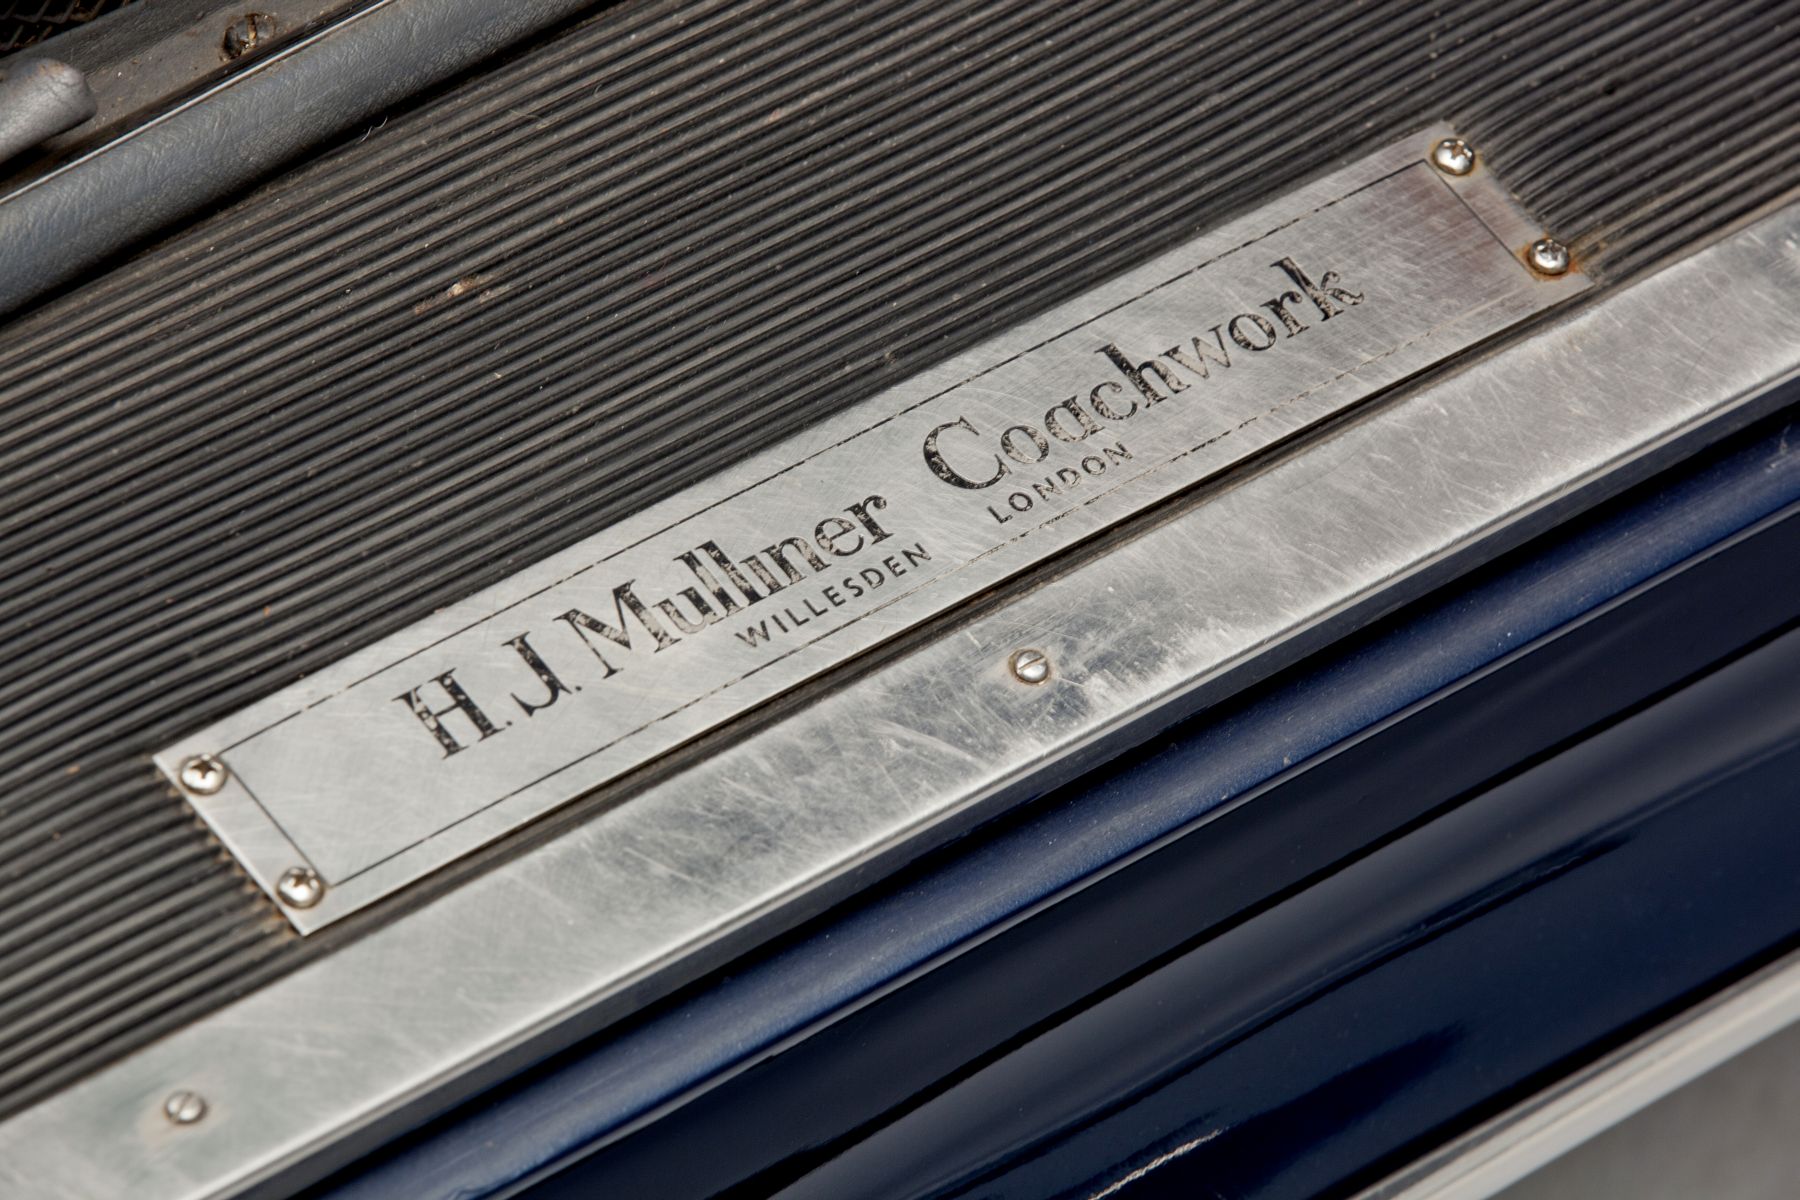 H. J. Mulliner Coachwork
WILLESDEN LONDON